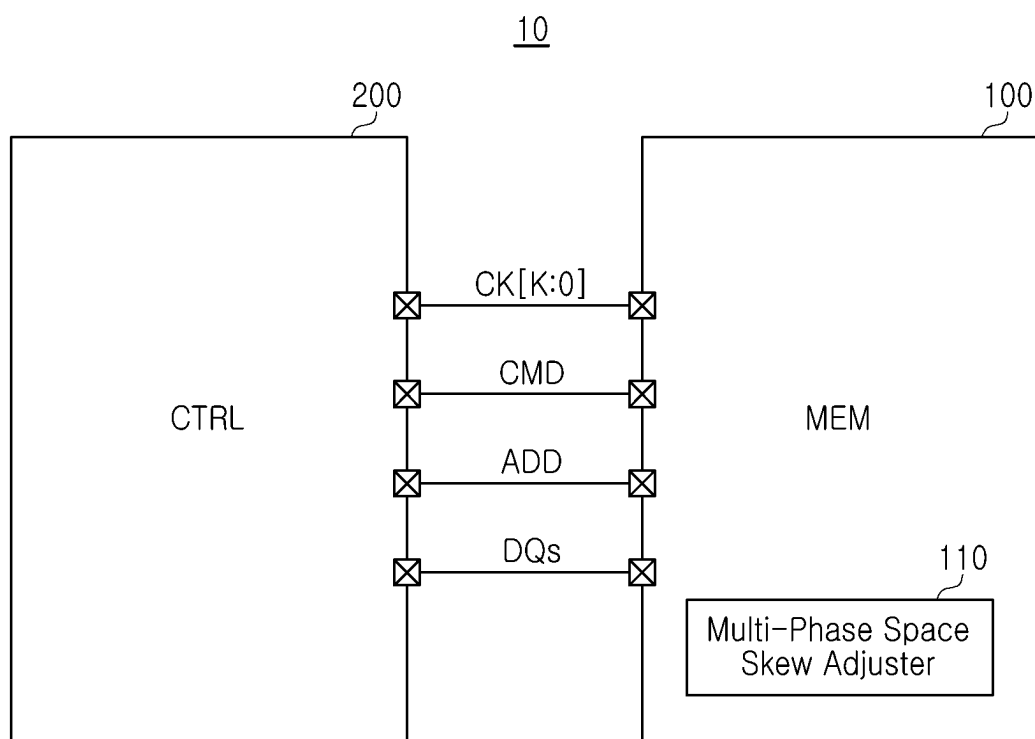 10
200
100
CK[K:0]
CMD
CTRL
MEM
ADD
DQs
110
Multi-Phase Space
Skew Adjuster